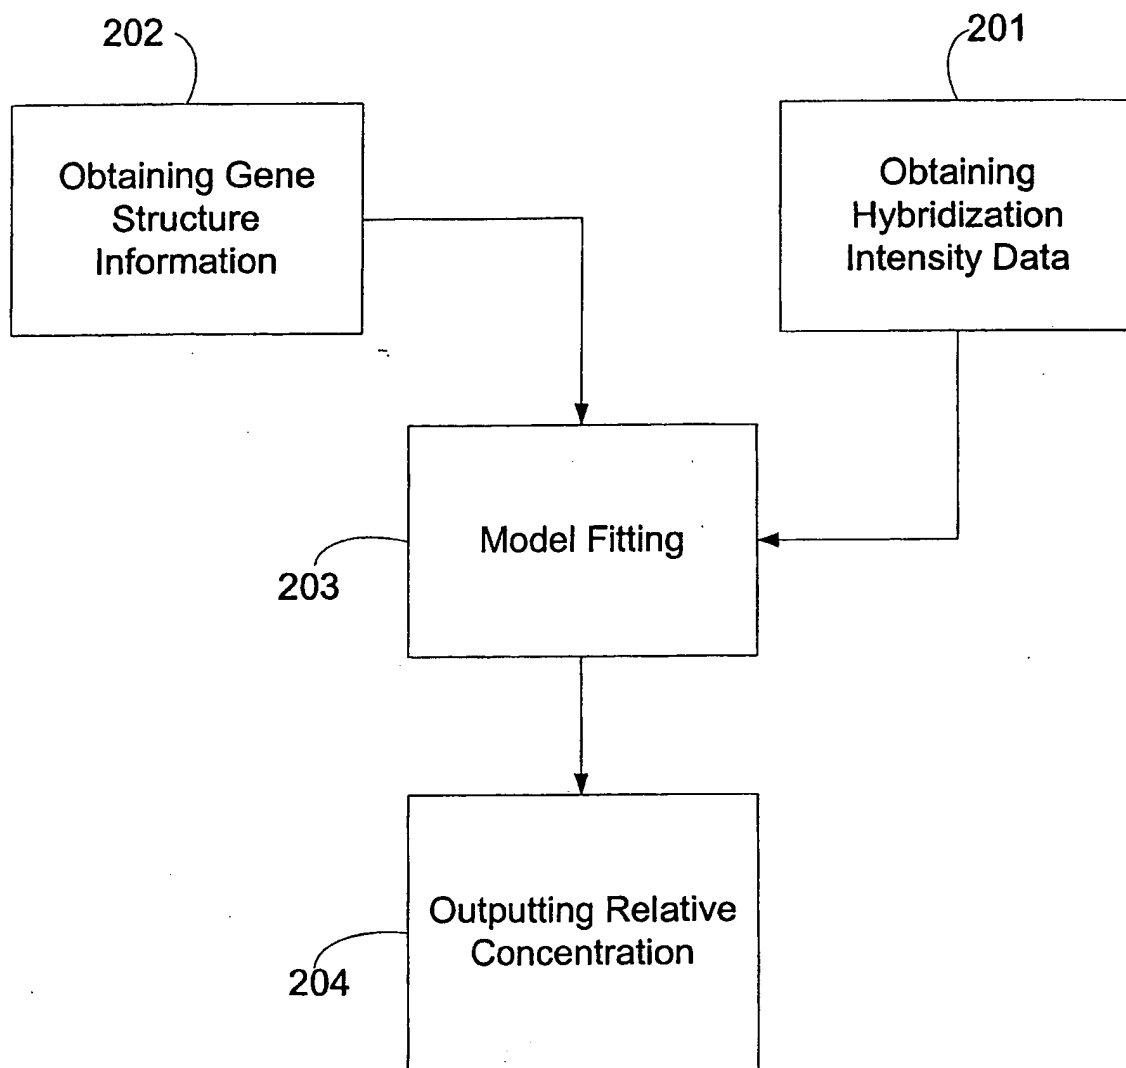 202
201
Obtaining Gene
Structure
Information
Obtaining
Hybridization
Intensity Data
Model Fitting
203
Outputting Relative
Concentration
204